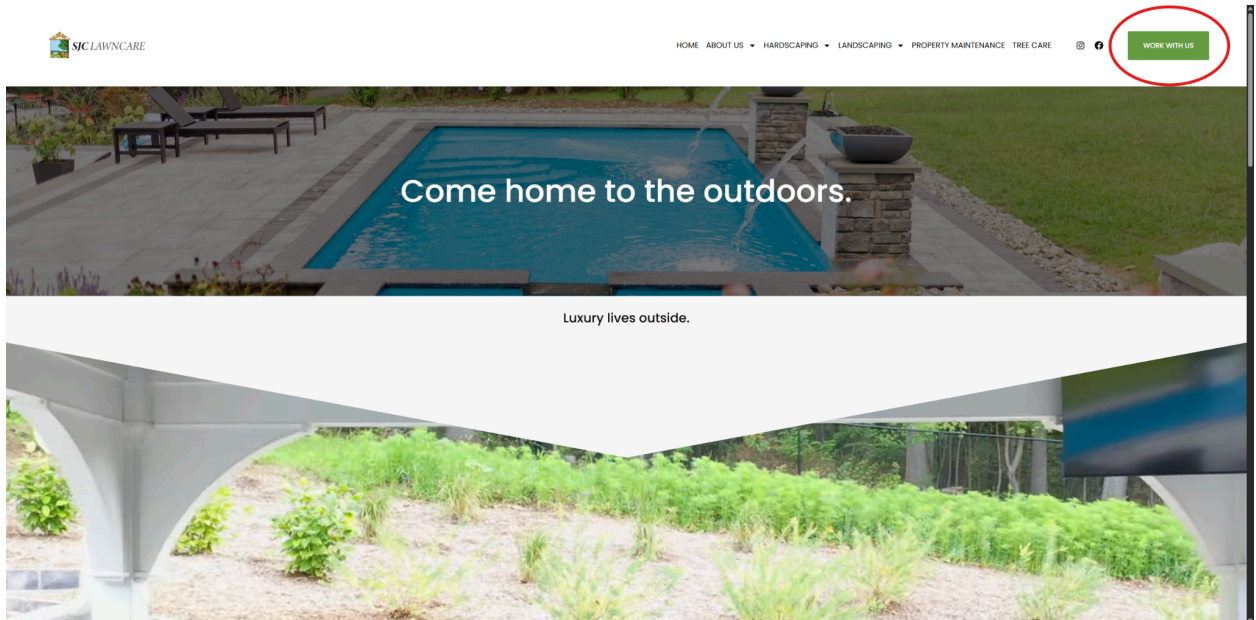 SJC LAWNCARE
HOME ABOUT US HARDSCAPING LANDSCAPING PROPERTY MAINTENANCE TREE CARE WORK WITH US
Come home to the outdoors.
Luxury lives outside.